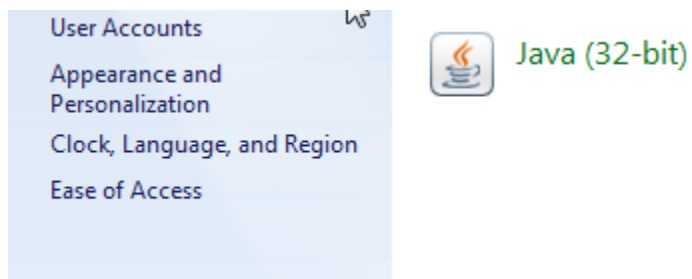 User Accounts
Appearance and
Personalization
Clock, Language, and Region
Ease of Access
Java (32-bit)